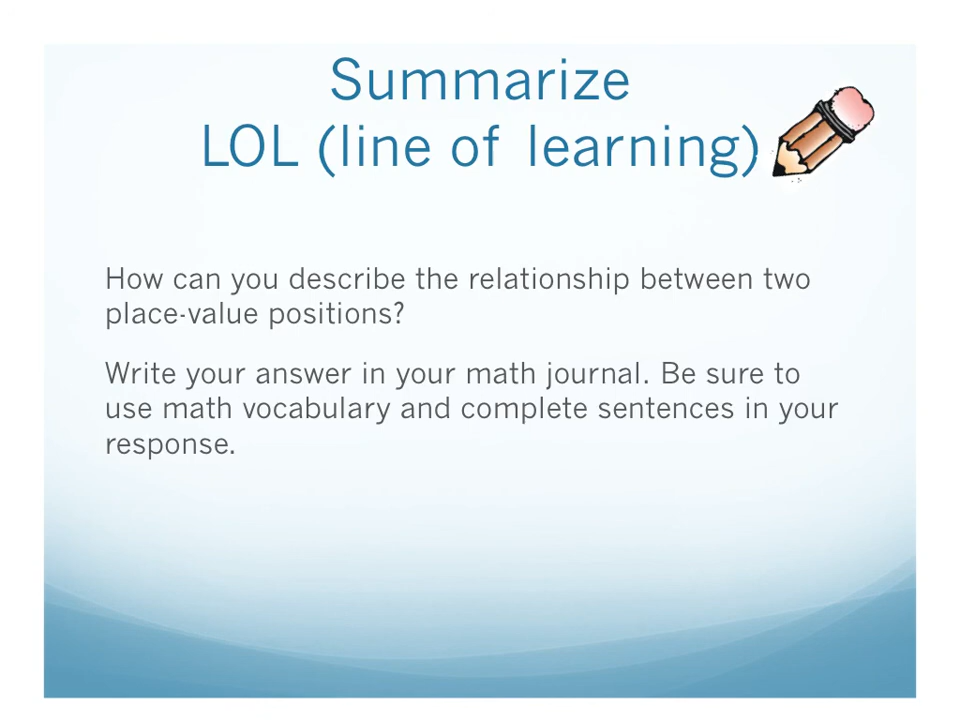 Summarize
LOL (line of learning)
How can you describe the relationship between two
place-value positions?
Write your answer in your math journal. Be sure to
use math vocabulary and complete sentences in your
response.